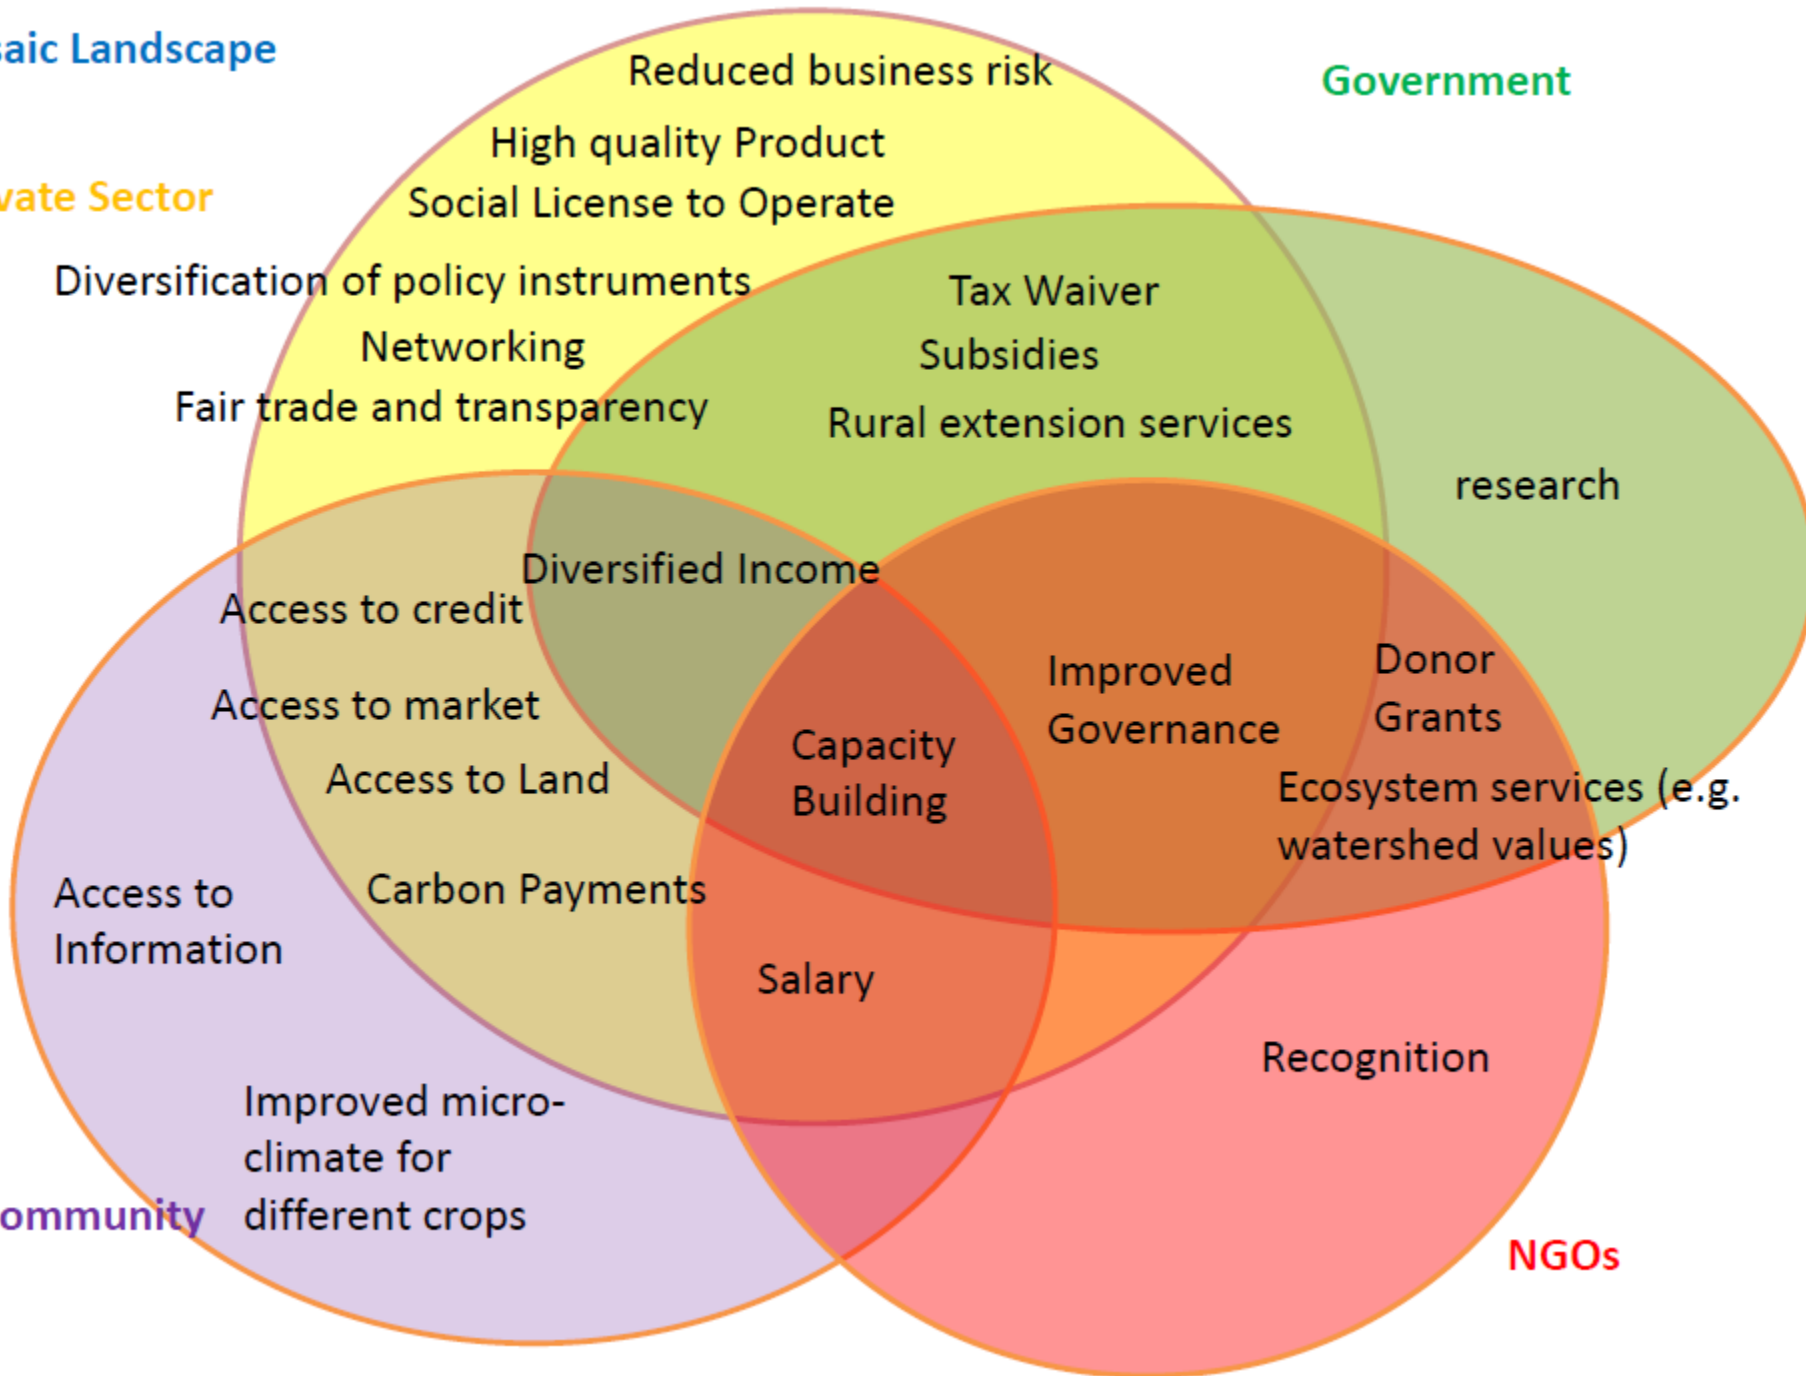 saic Landscape
Reduced business risk
Government
High quality Product
vate Sector
Social License to Operate
Diversification of policy instruments
Tax Waiver
Networking
Subsidies
Fair trade and transparency
Rural extension services
research
Diversified Income
Access to credit
Improved
Governance
Donor
Grants
Access to market
Capacity
Building
Access to Land
Ecosystem services (e.g.
watershed values)
Access to
Information
Carbon Payments
Salary
Recognition
Improved micro-
climate for
different crops
ommunity
NGOs